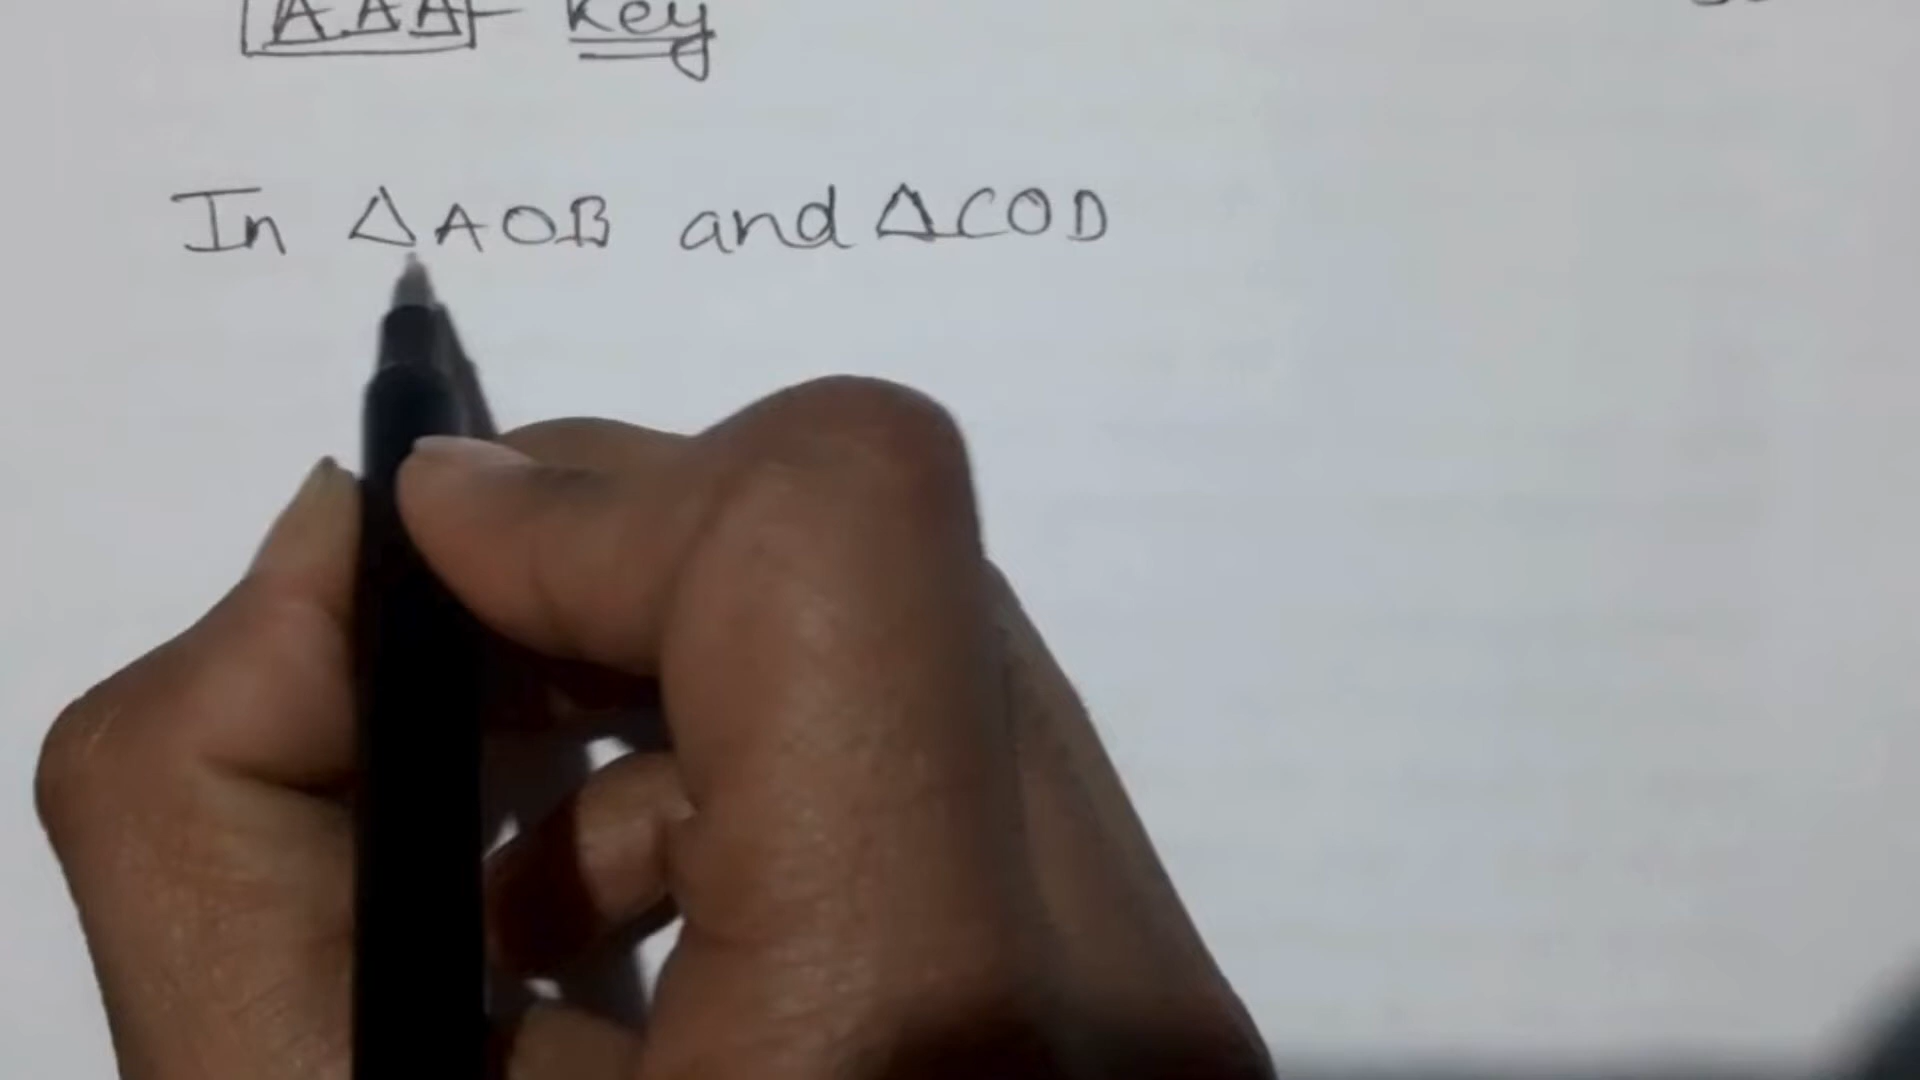 AAA - Key
In △AOB and △COD